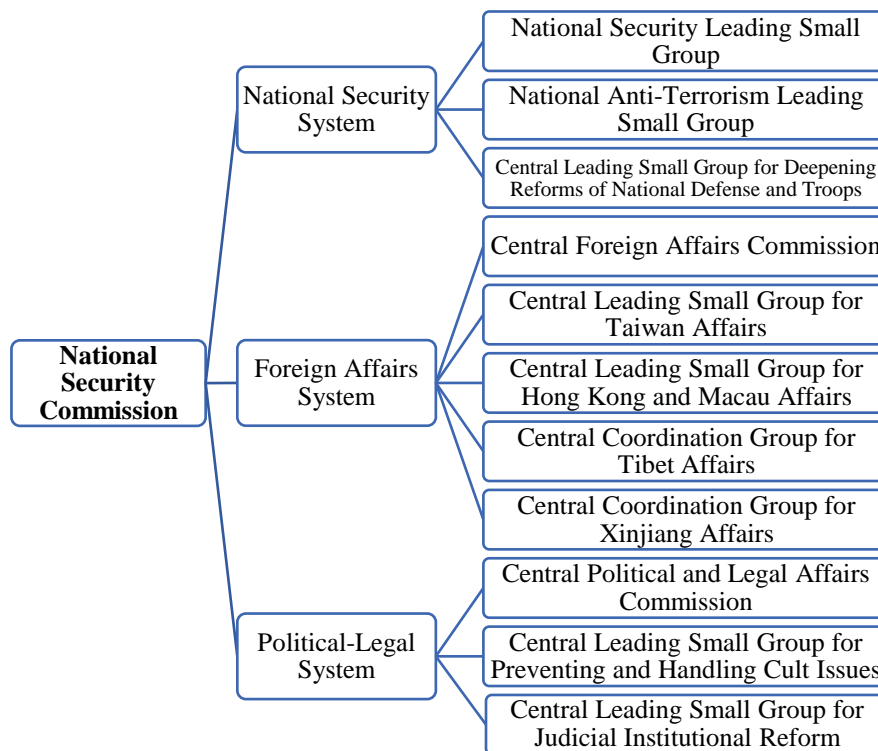 National Security Leading Small
Group
National Security
System
National Anti-Terrorism Leading
Small Group
Central Leading Small Group for Deepening
Reforms of National Defense and Troops
Central Foreign Affairs Commission
Central Leading Small Group for
Taiwan Affairs
National
Security
Commission
Foreign Affairs
System
Central Leading Small Group for
Hong Kong and Macau Affairs
Central Coordination Group for
Tibet Affairs
Central Coordination Group for
Xinjiang Affairs
Central Political and Legal Affairs
Commission
Political-Legal
System
Central Leading Small Group for
Preventing and Handling Cult Issues
Central Leading Small Group for
Judicial Institutional Reform